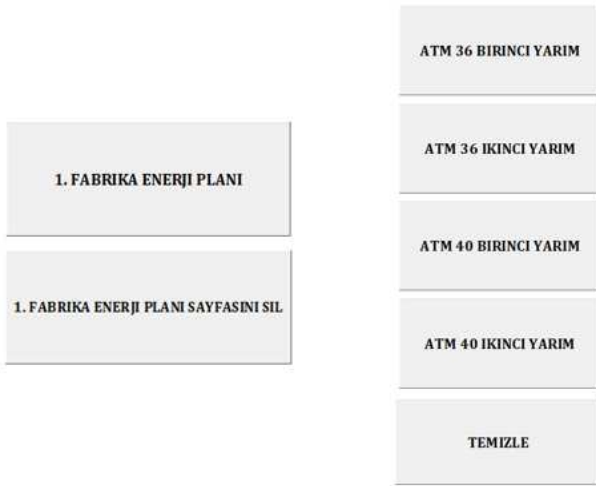 1. FABRIKA ENERJI PLANI
1. FABRIKA ENERJI PLANI SAYFASINI SIL
ATM 36 BIRINCI YARIM
ATM 36 IKINCI YARIM
ATM 40 BIRINCI YARIM
ATM 40 IKINCI YARIM
TEMIZLE